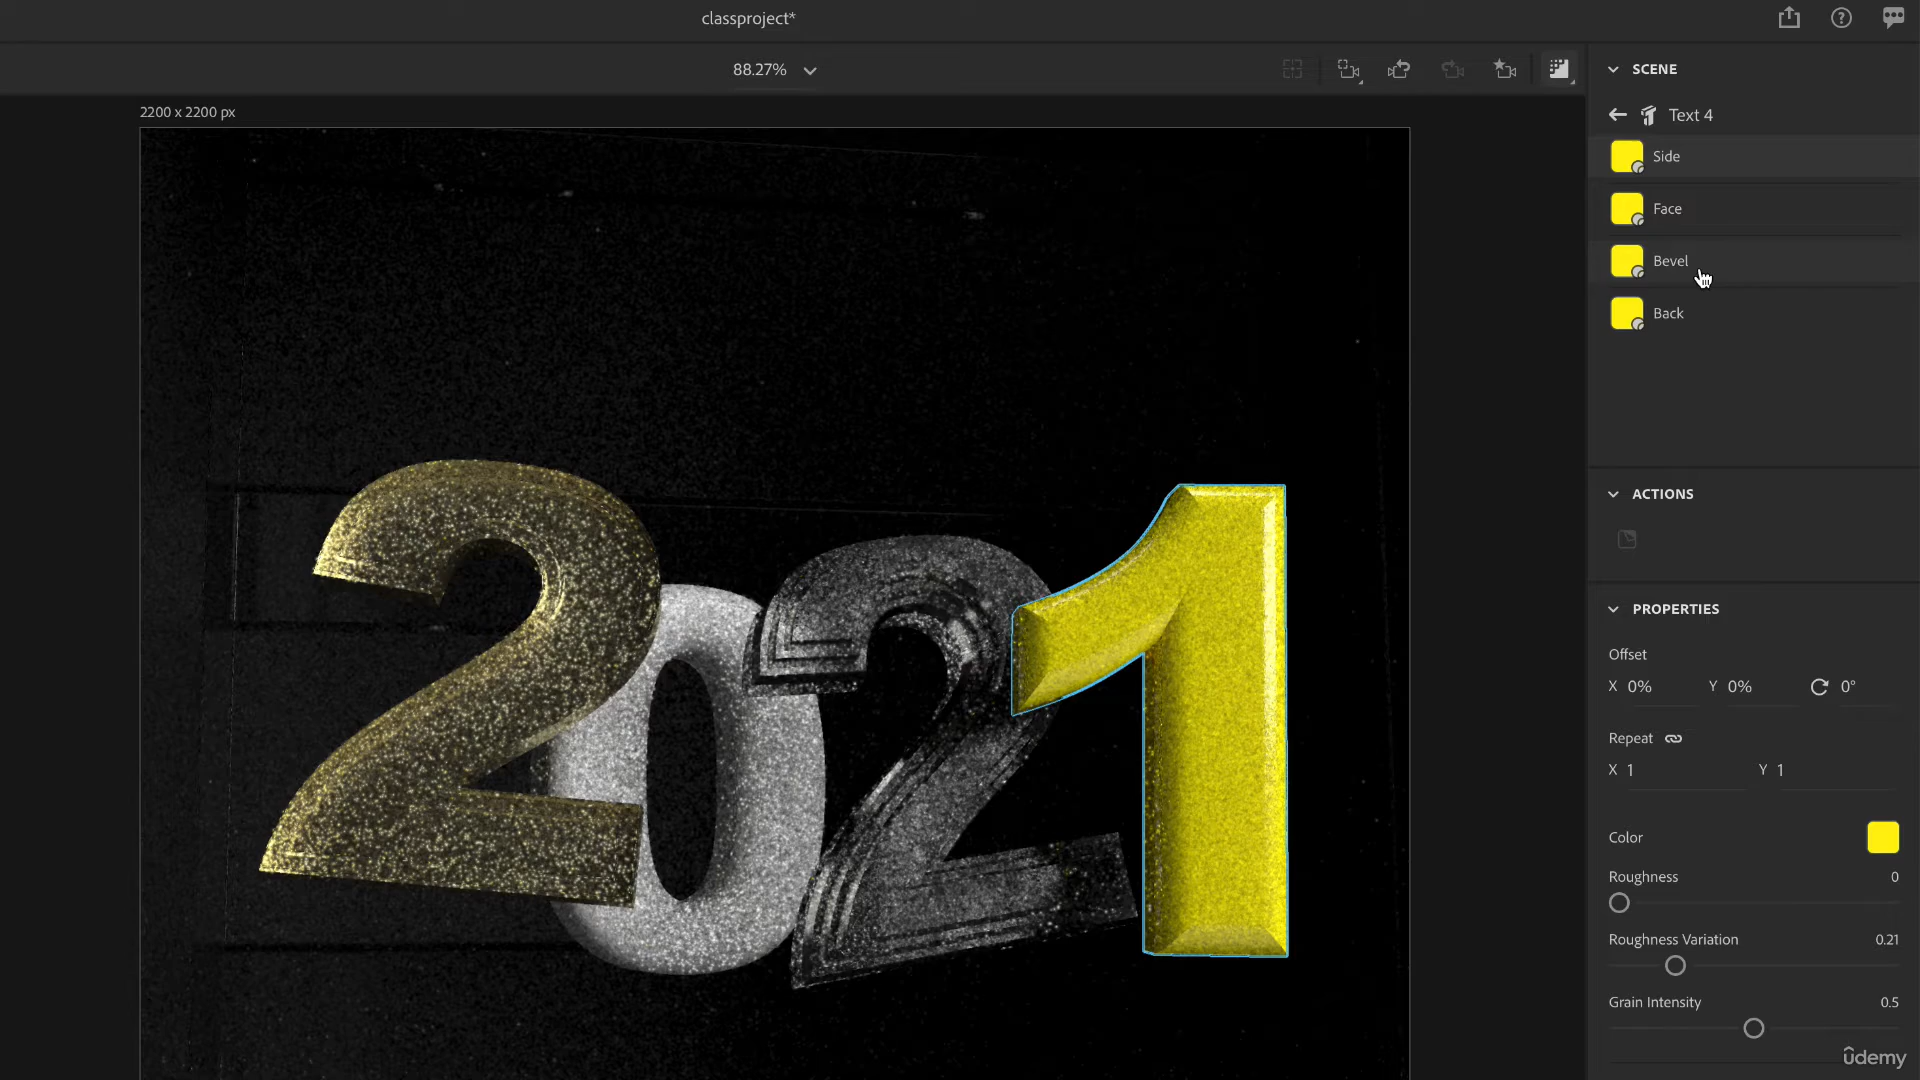 classproject*
88.27%
2200 x 2200 px
SCENE
Text 4
Side
Face
Bevel
Back
ACTIONS
PROPERTIES
Offset
X 0% Y 0% 0°
Repeat
X 1 Y 1
Color
Roughness 0
Roughness Variation 0.21
Grain Intensity 0.5
2021
ûdemy